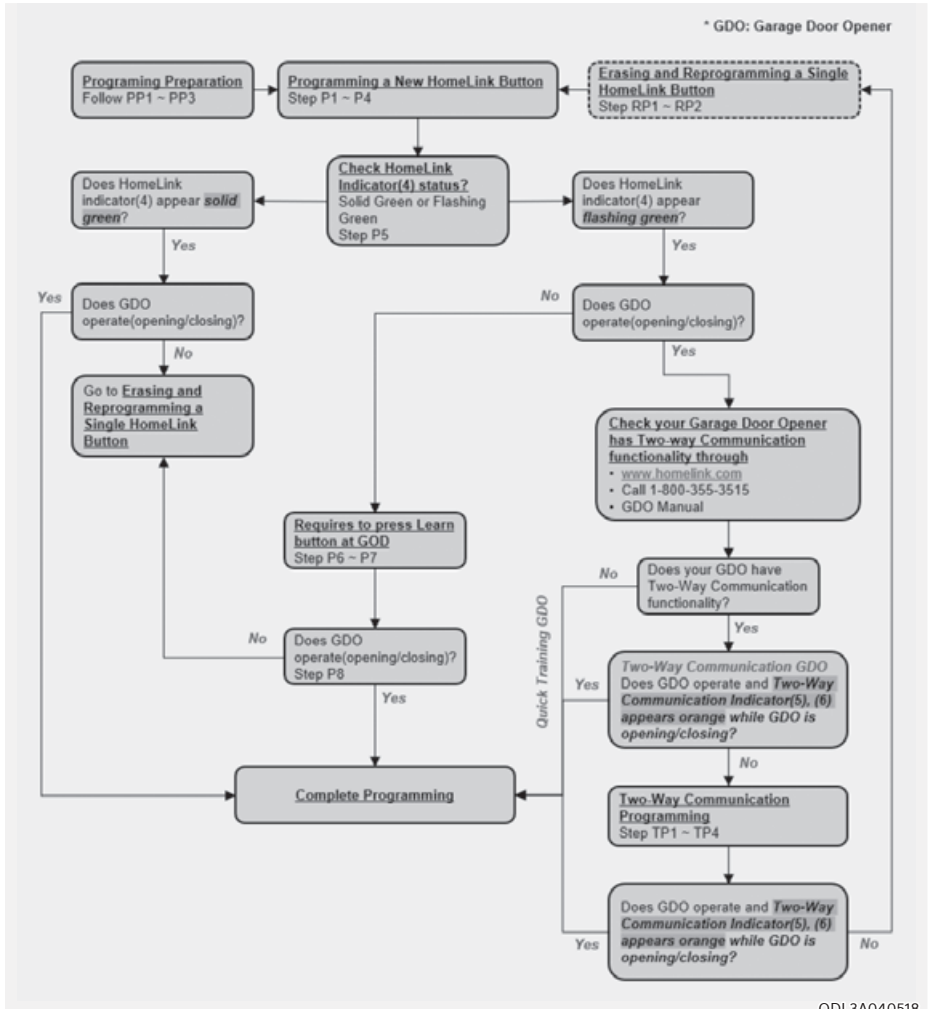 * GDO: Garage Door Opener
Programing Preparation
Follow PP1 ~ PP3
Programming a New HomeLink Button
Step P1 ~ P4
Erasing and Reprogramming a Single
HomeLink Button
Step RP1 ~ RP2
Check HomeLink
Indicator(4) status?
Solid Green or Flashing
Green
Step P5
Does HomeLink
indicator(4) appear solid
green?
Does HomeLink
indicator(4) appear
flashing green?
Yes
Yes
Yes
Does GDO
operate(opening/closing)?
No
Does GDO
operate(opening/closing)?
No
Yes
Go to Erasing and
Reprogramming a
Single HomeLink
Button
Check your Garage Door Opener
has Two-way Communication
functionality through
• www.homelink.com
• Call 1-800-355-3515
• GDO Manual
Requires to press Learn
button at GOD
Step P6 ~ P7
No
Does your GDO have
Two-Way Communication
functionality?
Yes
Quick Training GDO
No
Does GDO
operate(opening/closing)?
Step P8
Yes
Yes
Two-Way Communication GDO
Does GDO operate and Two-Way
Communication Indicator(5), (6)
appears orange while GDO is
opening/closing?
No
Complete Programming
Two-Way Communication
Programming
Step TP1 ~ TP4
Does GDO operate and Two-Way
Communication Indicator(5), (6)
appears orange while GDO is
opening/closing?
Yes
No
ODL3A040518